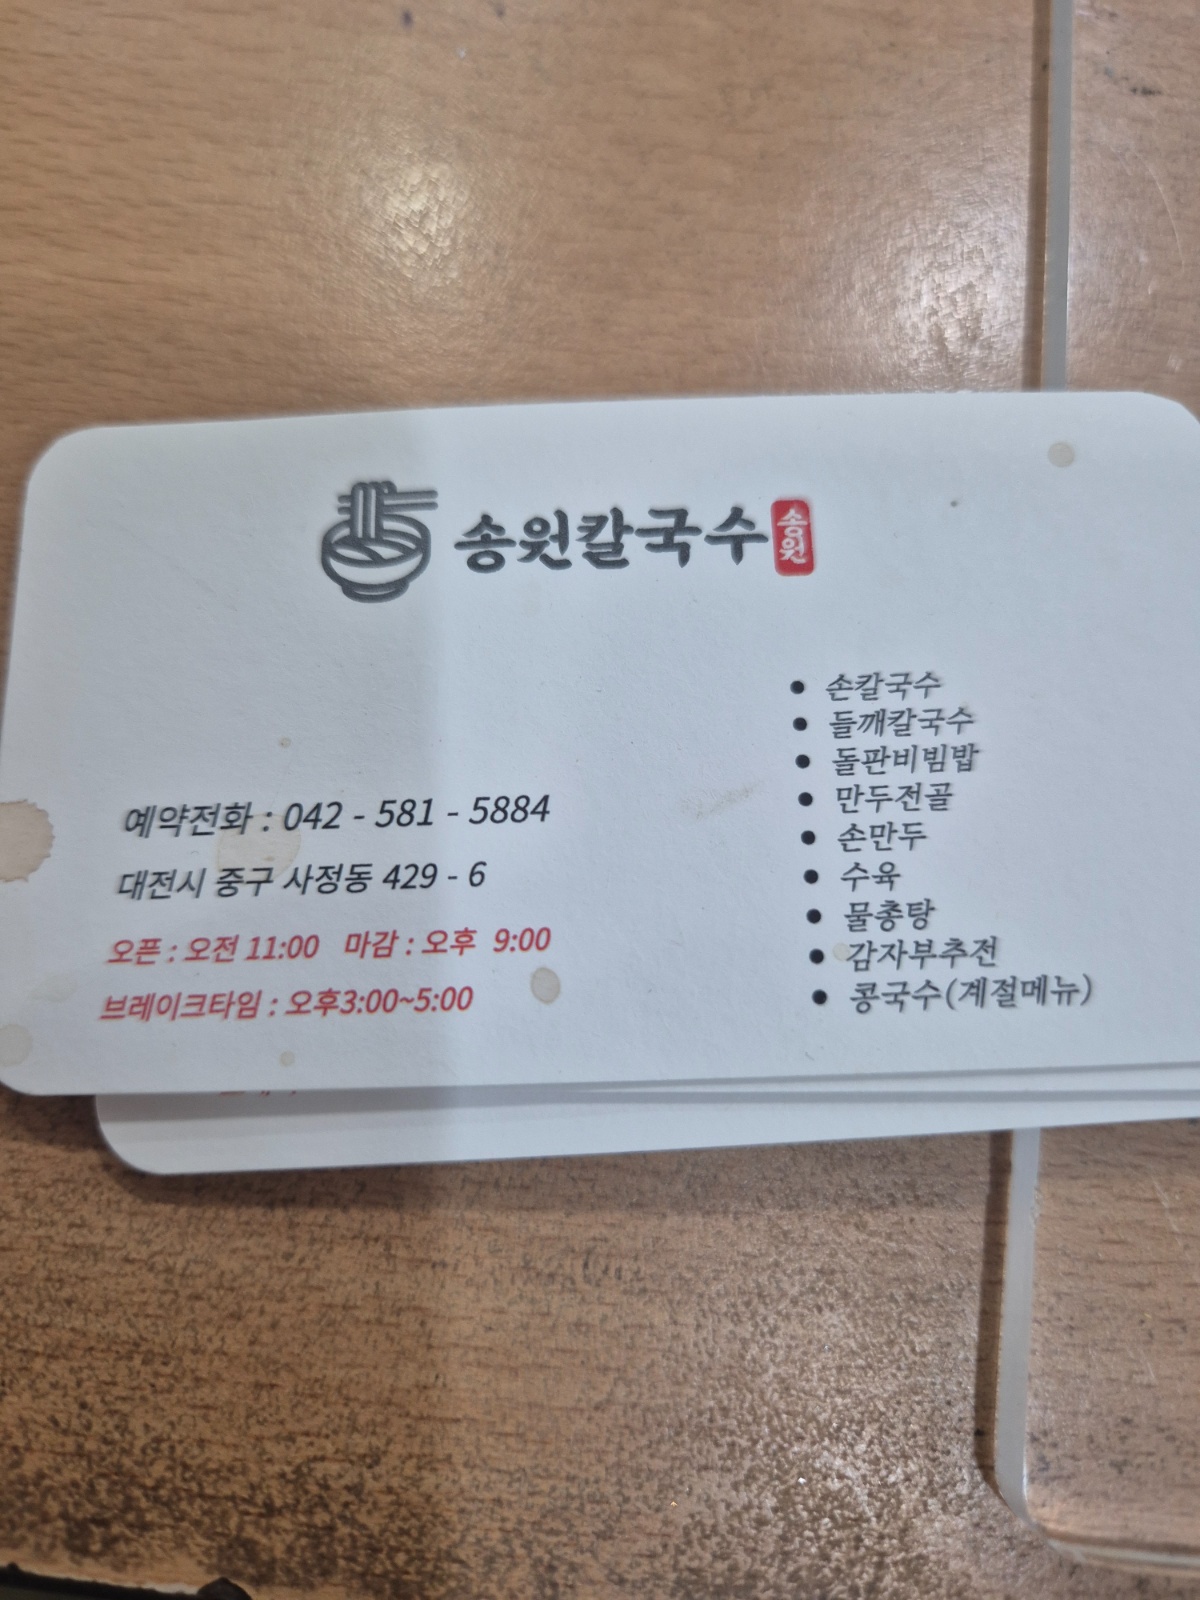 송원칼국수 송원
예약전화 : 042 - 581 - 5884
대전시 중구 사정동 429 - 6
오픈 : 오전 11:00 마감 : 오후 9:00
브레이크타임 : 오후3:00~5:00
• 손칼국수
• 들깨칼국수
• 돌판비빔밥
• 만두전골
• 손만두
• 수육
• 물총탕
• 감자부추전
• 콩국수(계절메뉴)